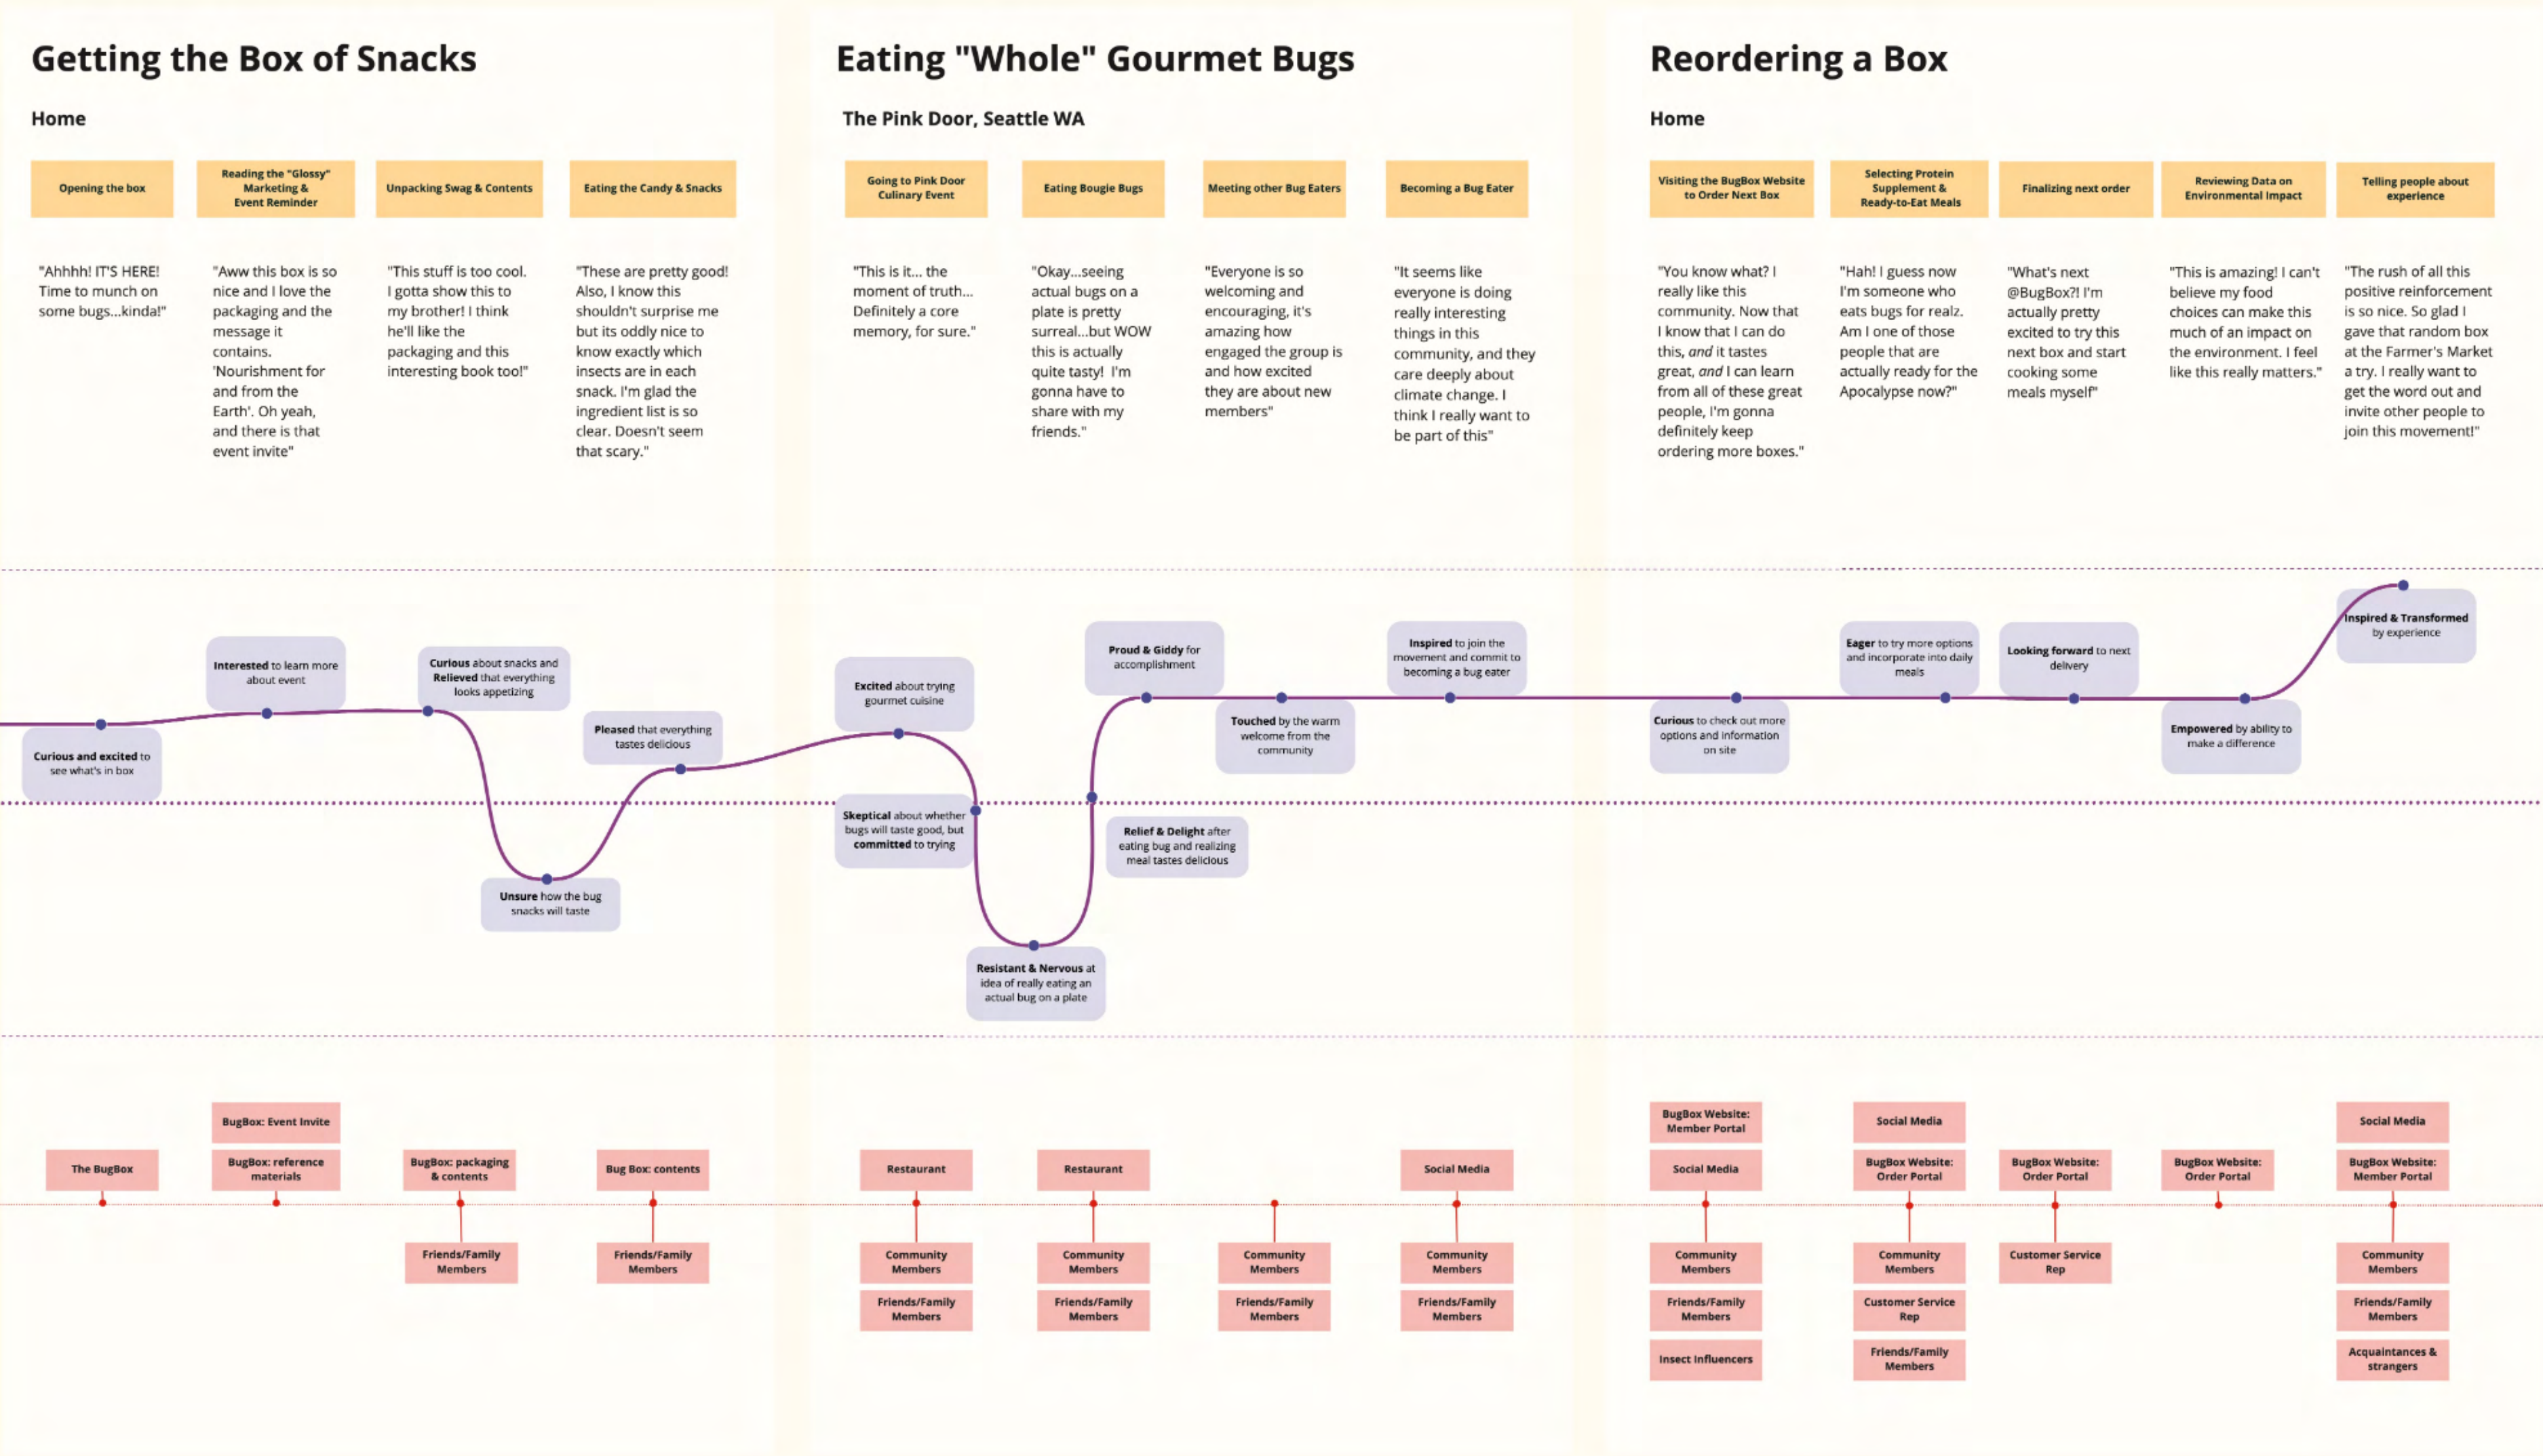 Getting the Box of Snacks
Home
Opening the box
Reading the "Glossy"
Marketing &
Event Reminder
Unpacking Swag & Contents
Eating the Candy & Snacks
"Ahhhh! IT'S HERE!
Time to munch on
some bugs...kinda!"
"Aww this box is so
nice and I love the
packaging and the
message it
contains.
'Nourishment for
and from the
Earth'. Oh yeah,
and there is that
event invite"
"This stuff is too cool.
I gotta show this to
my brother! I think
he'll like the
packaging and this
interesting book too!"
"These are pretty good!
Also, I know this
shouldn't surprise me
but its oddly nice to
know exactly which
insects are in each
snack. I'm glad the
ingredient list is so
clear. Doesn't seem
that scary."
Eating "Whole" Gourmet Bugs
The Pink Door, Seattle WA
Going to Pink Door
Culinary Event
Eating Bougie Bugs
Meeting other Bug Eaters
Becoming a Bug Eater
"This is it... the
moment of truth...
Definitely a core
memory, for sure."
"Okay...seeing
actual bugs on a
plate is pretty
surreal...but WOW
this is actually
quite tasty! I'm
gonna have to
share with my
friends."
"Everyone is so
welcoming and
encouraging, it's
amazing how
engaged the group is
and how excited
they are about new
members"
"It seems like
everyone is doing
really interesting
things in this
community, and they
care deeply about
climate change. I
think I really want to
be part of this"
Reordering a Box
Home
Visiting the BugBox Website
to Order Next Box
Selecting Protein
Supplement &
Ready-to-Eat Meals
Finalizing next order
Reviewing Data on
Environmental Impact
Telling people about
experience
"You know what? I
really like this
community. Now that
I know that I can do
this, and it tastes
great, and I can learn
from all of these great
people, I'm gonna
definitely keep
ordering more boxes."
"Hah! I guess now
I'm someone who
eats bugs for realz.
Am I one of those
people that are
actually ready for the
Apocalypse now?"
"What's next
@BugBox?! I'm
actually pretty
excited to try this
next box and start
cooking some
meals myself"
"This is amazing! I can't
believe my food
choices can make this
much of an impact on
the environment. I feel
like this really matters."
"The rush of all this
positive reinforcement
is so nice. So glad I
gave that random box
at the Farmer's Market
a try. I really want to
get the word out and
invite other people to
join this movement!"
Curious and excited to
see what's in box
Interested to learn more
about event
Curious about snacks and
Relieved that everything
looks appetizing
Unsure how the bug
snacks will taste
Pleased that everything
tastes delicious
Excited about trying
gourmet cuisine
Skeptical about whether
bugs will taste good, but
committed to trying
Resistant & Nervous at
idea of really eating an
actual bug on a plate
Relief & Delight after
eating bug and realizing
meal tastes delicious
Proud & Giddy for
accomplishment
Touched by the warm
welcome from the
community
Inspired to join the
movement and commit to
becoming a bug eater
Curious to check out more
options and information
on site
Eager to try more options
and incorporate into daily
meals
Looking forward to next
delivery
Empowered by ability to
make a difference
Inspired & Transformed
by experience
The BugBox
BugBox: Event Invite
BugBox: reference
materials
BugBox: packaging
& contents
Friends/Family
Members
Bug Box: contents
Friends/Family
Members
Restaurant
Community
Members
Friends/Family
Members
Restaurant
Community
Members
Friends/Family
Members
Community
Members
Friends/Family
Members
Social Media
Community
Members
Friends/Family
Members
BugBox Website:
Member Portal
Social Media
Community
Members
Friends/Family
Members
Insect Influencers
Social Media
BugBox Website:
Order Portal
Community
Members
Customer Service
Rep
Friends/Family
Members
BugBox Website:
Order Portal
Customer Service
Rep
BugBox Website:
Order Portal
Social Media
BugBox Website:
Member Portal
Community
Members
Friends/Family
Members
Acquaintances &
strangers